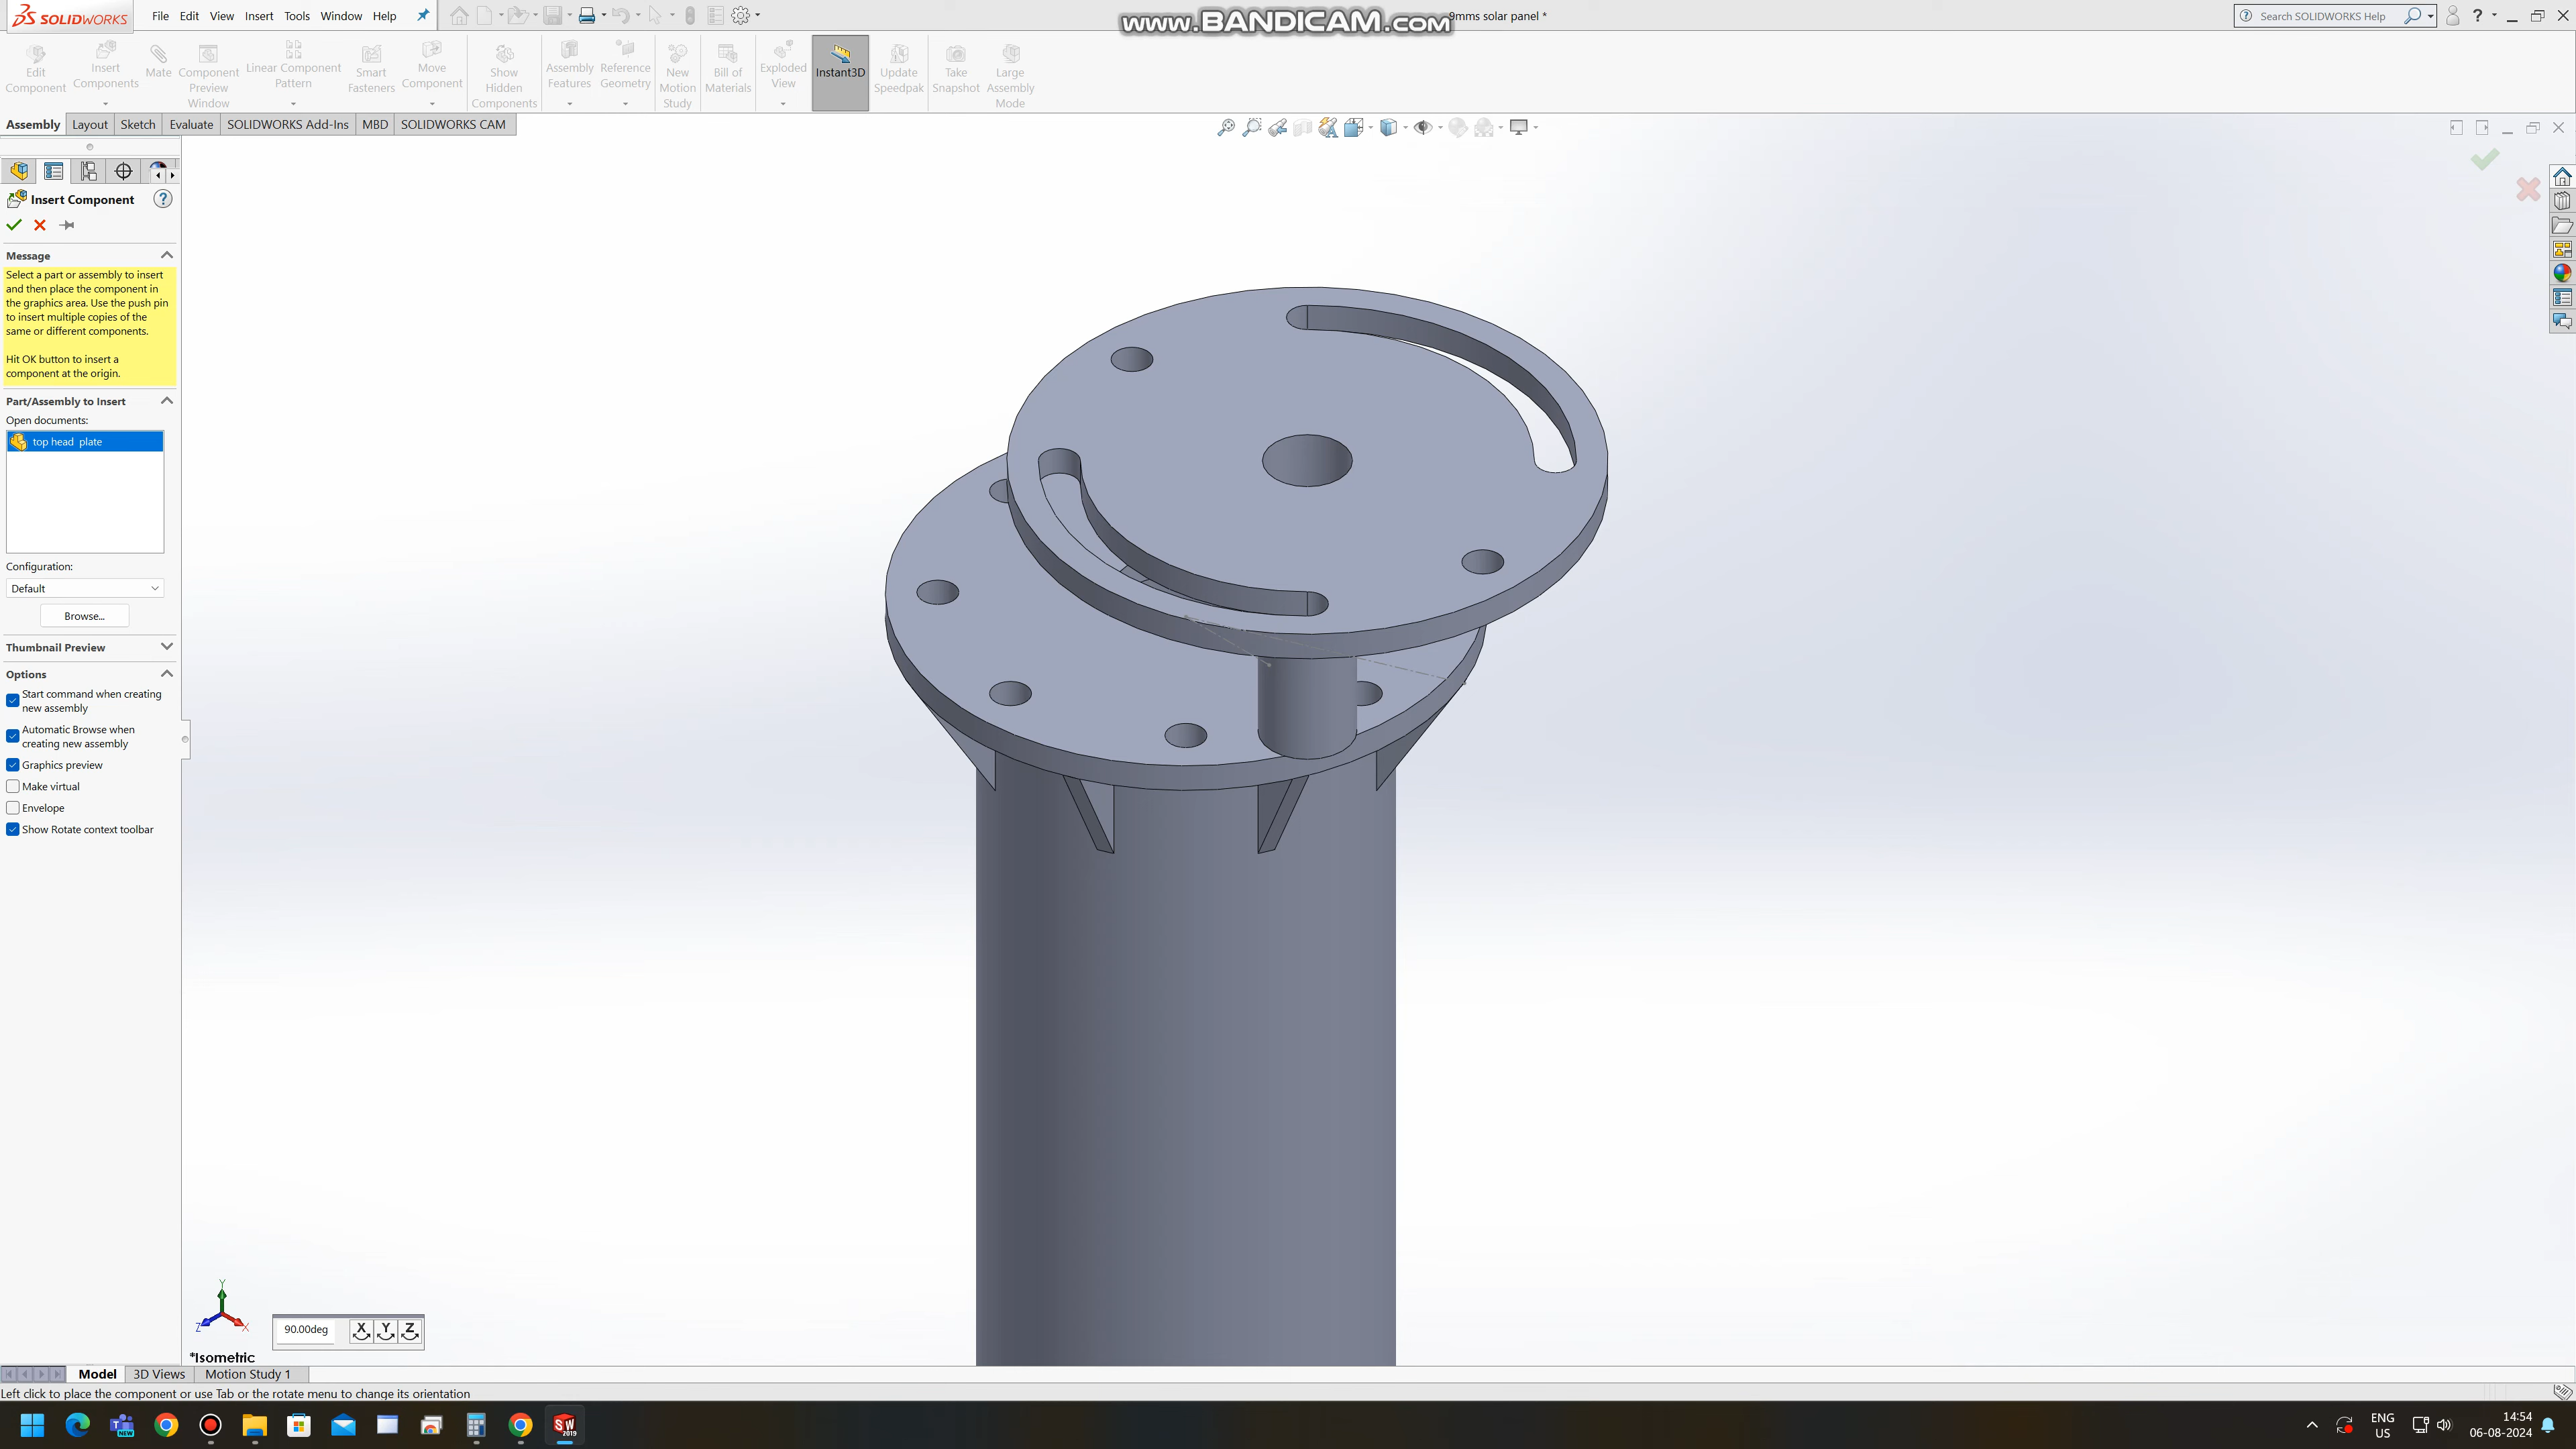 SOLIDWORKS
File Edit View Insert Tools Window Help
www.BANDICAM.com
9mms solar panel *
Search SOLIDWORKS Help
Edit Component
Insert Components
Mate
Component Preview Window
Linear Component Pattern
Smart Fasteners
Move Component
Show Hidden Components
Assembly Features
Reference Geometry
New Motion Study
Bill of Materials
Exploded View
Instant3D
Update Speedpak
Take Snapshot
Large Assembly Mode
Assembly Layout Sketch Evaluate SOLIDWORKS Add-Ins MBD SOLIDWORKS CAM
Insert Component
Message
Select a part or assembly to insert
and then place the component in
the graphics area. Use the push pin
to insert multiple copies of the
same or different components.
Hit OK button to insert a
component at the origin.
Part/Assembly to Insert
Open documents:
top head plate
Configuration:
Default
Browse...
Thumbnail Preview
Options
Start command when creating
new assembly
Automatic Browse when
creating new assembly
Graphics preview
Make virtual
Envelope
Show Rotate context toolbar
Y
Z X
90.00deg X Y Z
*Isometric
Model 3D Views Motion Study 1
Left click to place the component or use Tab or the rotate menu to change its orientation
NEW
SW
2019
ENG
US
14:54
06-08-2024